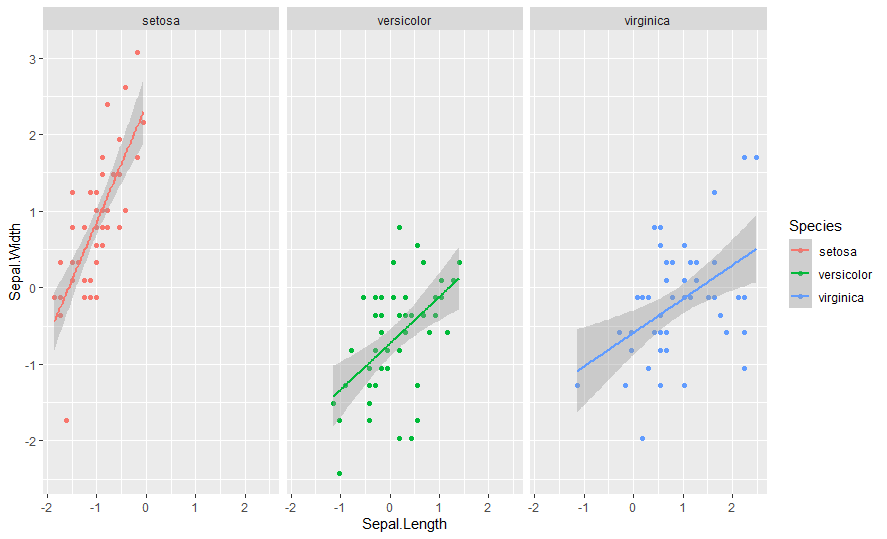 setosa versicolor virginica
3
2
1
0
-1
-2
Sepal.Width
-2 -1 0 1 2 -2 -1 0 1 2 -2 -1 0 1 2
Sepal.Length
Species
setosa
versicolor
virginica